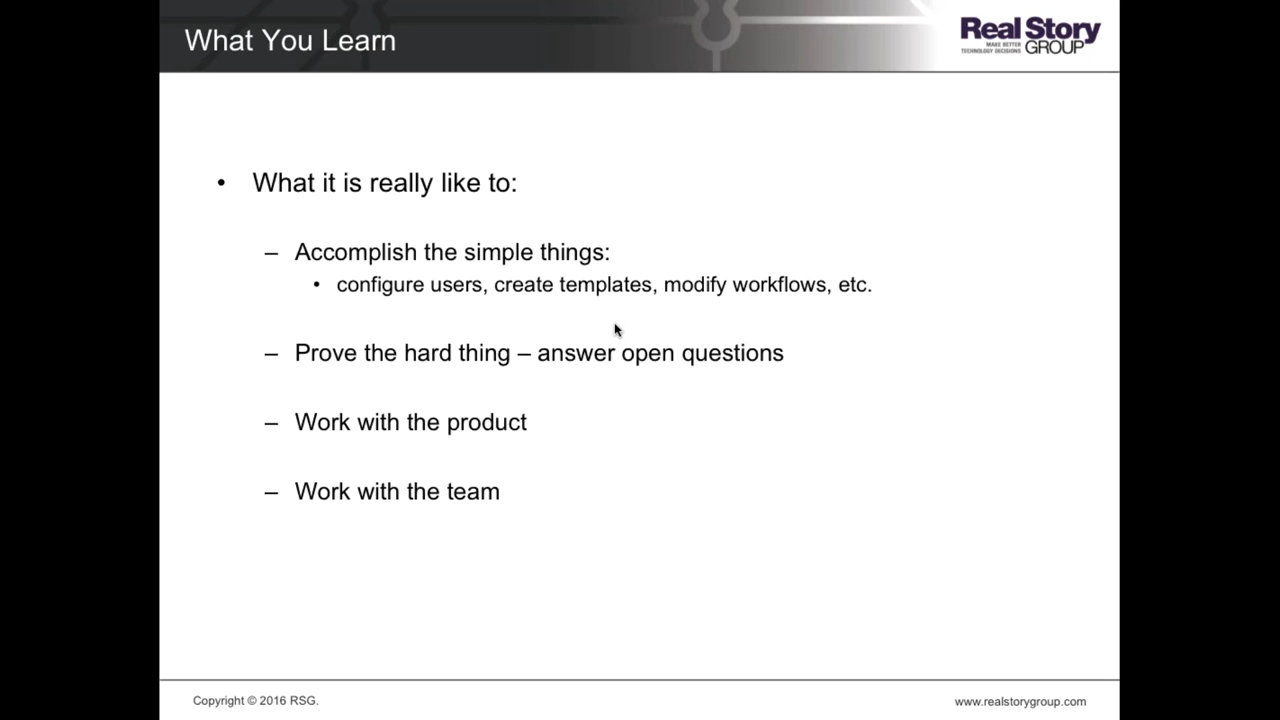 What You Learn
Real Story
MAKE BETTER
TECHNOLOGY DECISIONS
GROUP
• What it is really like to:
– Accomplish the simple things:
• configure users, create templates, modify workflows, etc.
– Prove the hard thing – answer open questions
– Work with the product
– Work with the team
Copyright © 2016 RSG.
www.realstorygroup.com